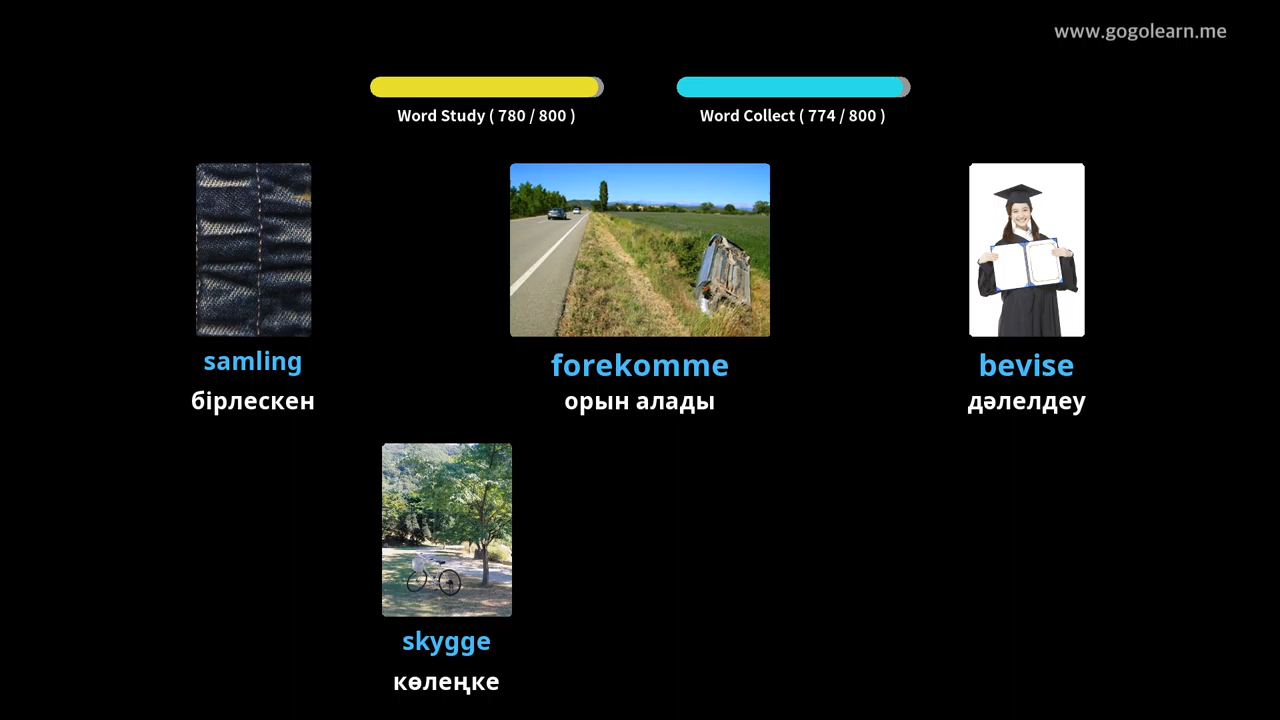 www.gogolearn.me
Word Study ( 780 / 800 )
Word Collect ( 774 / 800 )
samling
forekomme
bevise
бірлескен
орын алады
дәлелдеу
skygge
көлеңке